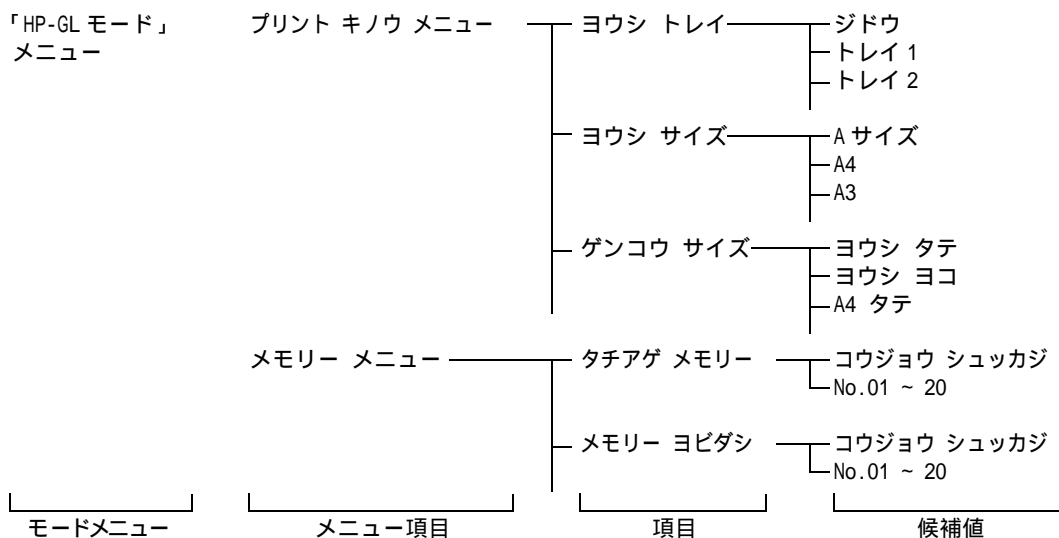 「HP-GL モード」 プリント キノウ メニュー ヨウシ トレイ ジドウ
メニュー トレイ 1
トレイ 2
ヨウシ サイズ A サイズ
A4
A3
ゲンコウ サイズ ヨウシ タテ
ヨウシ ヨコ
A4 タテ
メモリー メニュー タチアゲ メモリー コウジョウ シュッカジ
No.01 ~ 20
メモリー ヨビダシ コウジョウ シュッカジ
No.01 ~ 20
モードメニュー メニュー項目 項目 候補値